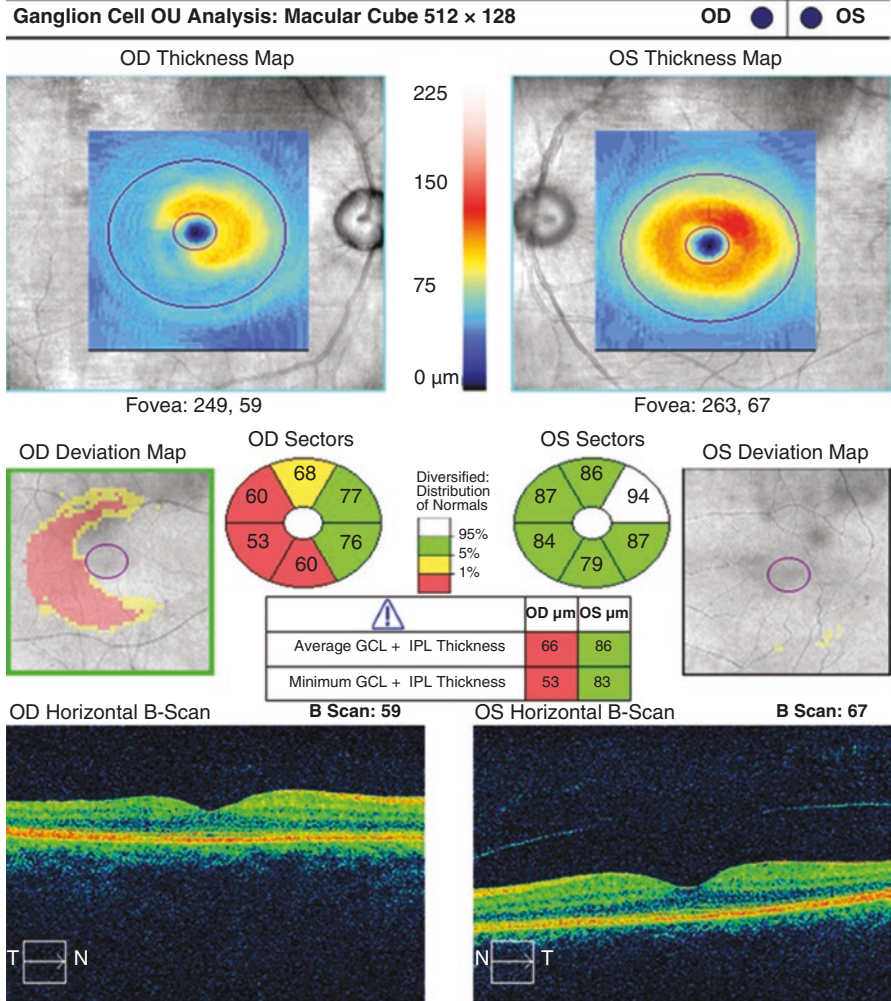 Ganglion Cell OU Analysis: Macular Cube 512 × 128 OD OS
OD Thickness Map OS Thickness Map
225
150
75
0 µm
Fovea: 249, 59 Fovea: 263, 67
OD Deviation Map OD Sectors OS Sectors OS Deviation Map
Diversified:
Distribution
of Normals
95%
5%
1%
68
60 77
53 76
60
86
87 94
84 87
79
OD µm OS µm
Average GCL + IPL Thickness 66 86
Minimum GCL + IPL Thickness 53 83
OD Horizontal B-Scan B Scan: 59 OS Horizontal B-Scan B Scan: 67
T N N T